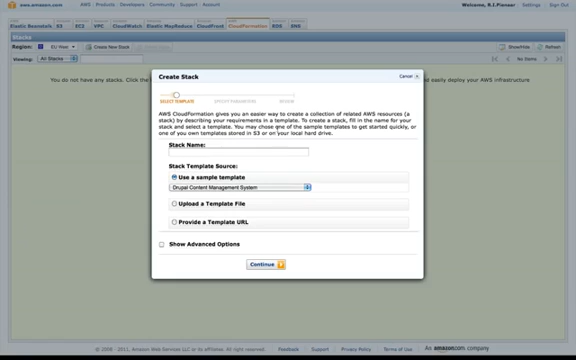 aws.amazon.com AWS Products Developers Community Support Account Welcome, Settings Sign Out
Elastic Beanstalk S3 EC2 VPC CloudWatch Elastic MapReduce CloudFront CloudFormation RDS SNS
Stacks
Region: EU West Create New Stack Show/Hide Refresh
Viewing: All Stacks No Items
You do not have any stacks. Click the easily deploy your AWS infrastructure
Create Stack Cancel x
SELECT TEMPLATE SPECIFY PARAMETERS REVIEW
AWS CloudFormation gives you an easier way to create a collection of related AWS resources (a
stack) by describing your requirements in a template. To create a stack, fill in the name for your
stack and select a template. You may chose one of the sample templates to get started quickly, or
one of you own templates stored in S3 or on your local hard drive.
Stack Name:
Stack Template Source:
Use a sample template
Drupal Content Management System
Upload a Template File
Provide a Template URL
Show Advanced Options
Continue
© 2008 - 2011, Amazon Web Services LLC or its affiliates. Feedback Support Privacy Policy Terms of Use An amazon.com company